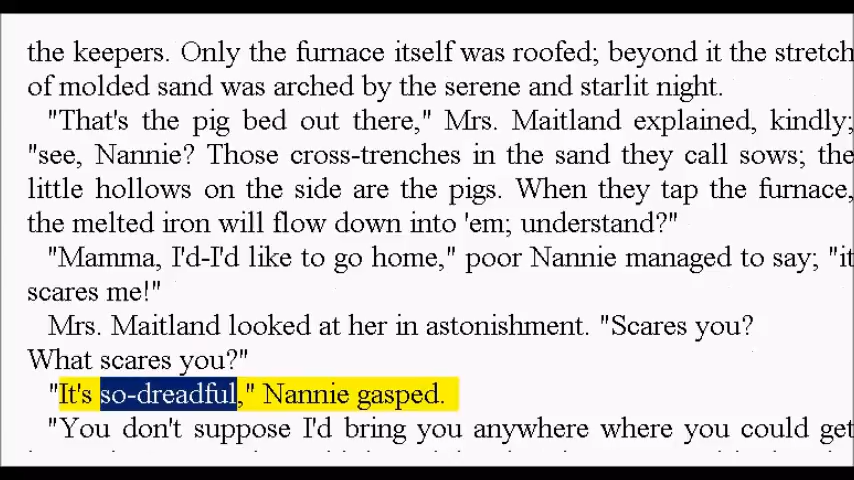 the keepers. Only the furnace itself was roofed; beyond it the stretch
of molded sand was arched by the serene and starlit night.
"That's the pig bed out there," Mrs. Maitland explained, kindly;
"see, Nannie? Those cross-trenches in the sand they call sows; the
little hollows on the side are the pigs. When they tap the furnace,
the melted iron will flow down into 'em; understand?"
"Mamma, I'd-I'd like to go home," poor Nannie managed to say; "it
scares me!"
Mrs. Maitland looked at her in astonishment. "Scares you?
What scares you?"
"It's so-dreadful," Nannie gasped.
"You don't suppose I'd bring you anywhere where you could get